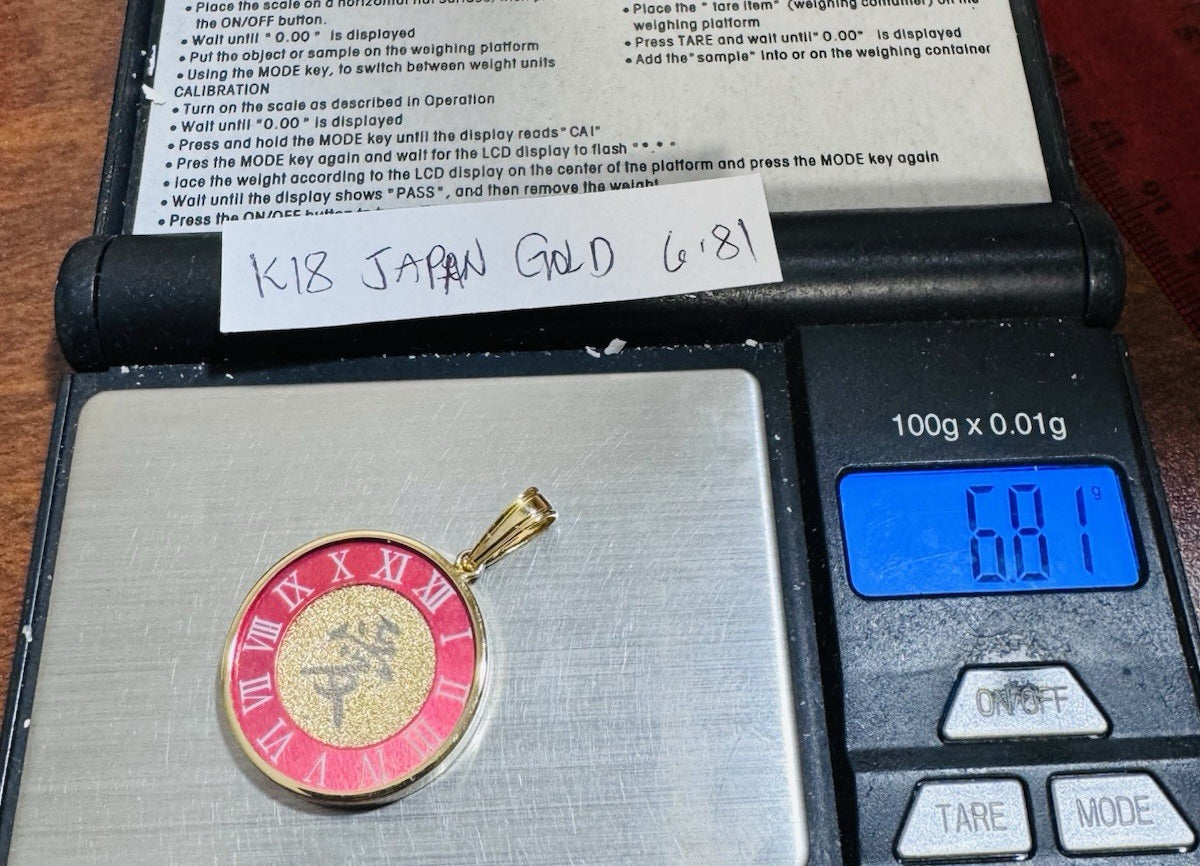 • Place the scale on a horizontal flat surface,
the ON/OFF button.
• Wait until "0.00" is displayed
• Put the object or sample on the weighing platform
• Using the MODE key, to switch between weight units
CALIBRATION
• Turn on the scale as described in Operation
• Wait until "0.00" is displayed
• Press and hold the MODE key until the display reads "CAl"
• Pres the MODE key again and wait for the LCD display to flash
• lace the weight according to the LCD display on the center of tne platform and press the MODE key again
• Wait until the display shows "PASS", and then remove the weight
• Press the ON/OFF button to
• Place the "tare item" (weighing container) on the
weighing platform
• Press TARE and wait until "0.00" is displayed
• Add the "sample" into or on the weighing container
K18 JAPAN GOLD 6.81
100g x 0.01g
6.81 g
ON/OFF
TARE
MODE
XII
I
II
III
IV
V
VI
VII
VIII
IX
X
XI